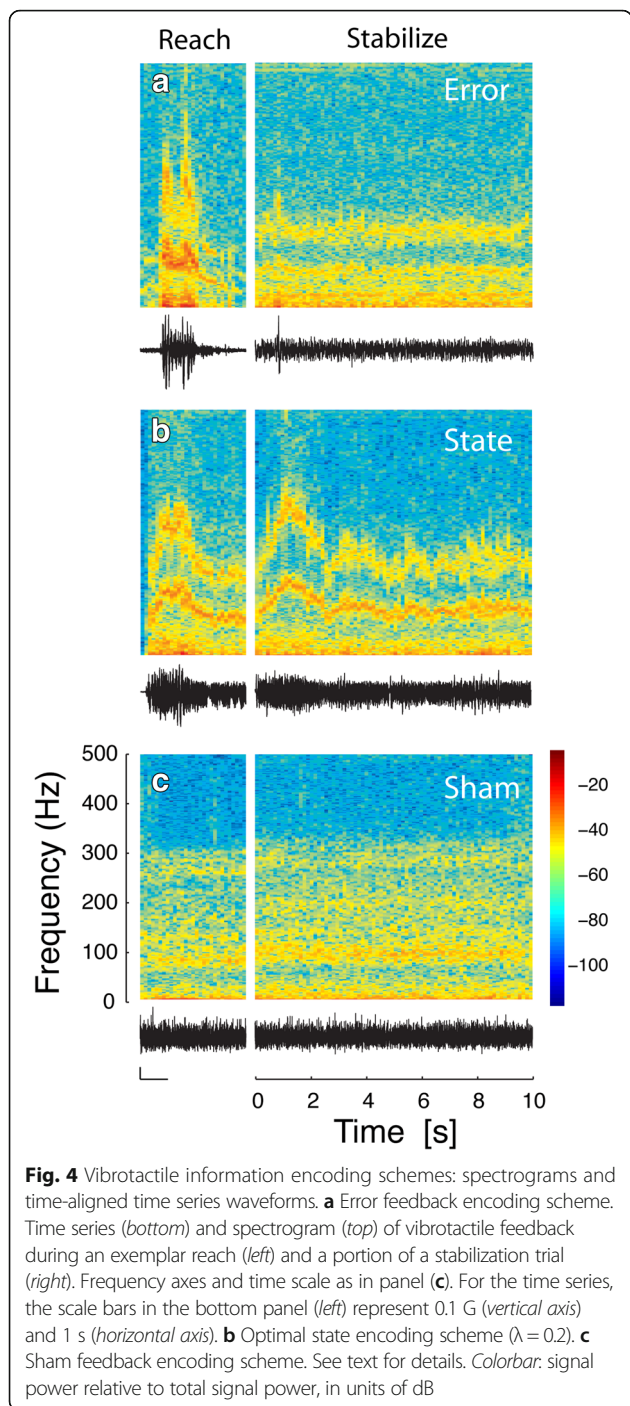 Reach Stabilize
a Error
b State
c Sham
500
400
300
200
100
0
Frequency (Hz)
−20
−40
−60
−80
−100
0 2 4 6 8 10
Time [s]
Fig. 4 Vibrotactile information encoding schemes: spectrograms and
time-aligned time series waveforms. a Error feedback encoding scheme.
Time series (bottom) and spectrogram (top) of vibrotactile feedback
during an exemplar reach (left) and a portion of a stabilization trial
(right). Frequency axes and time scale as in panel (c). For the time series,
the scale bars in the bottom panel (left) represent 0.1 G (vertical axis)
and 1 s (horizontal axis). b Optimal state encoding scheme (λ = 0.2). c
Sham feedback encoding scheme. See text for details. Colorbar: signal
power relative to total signal power, in units of dB